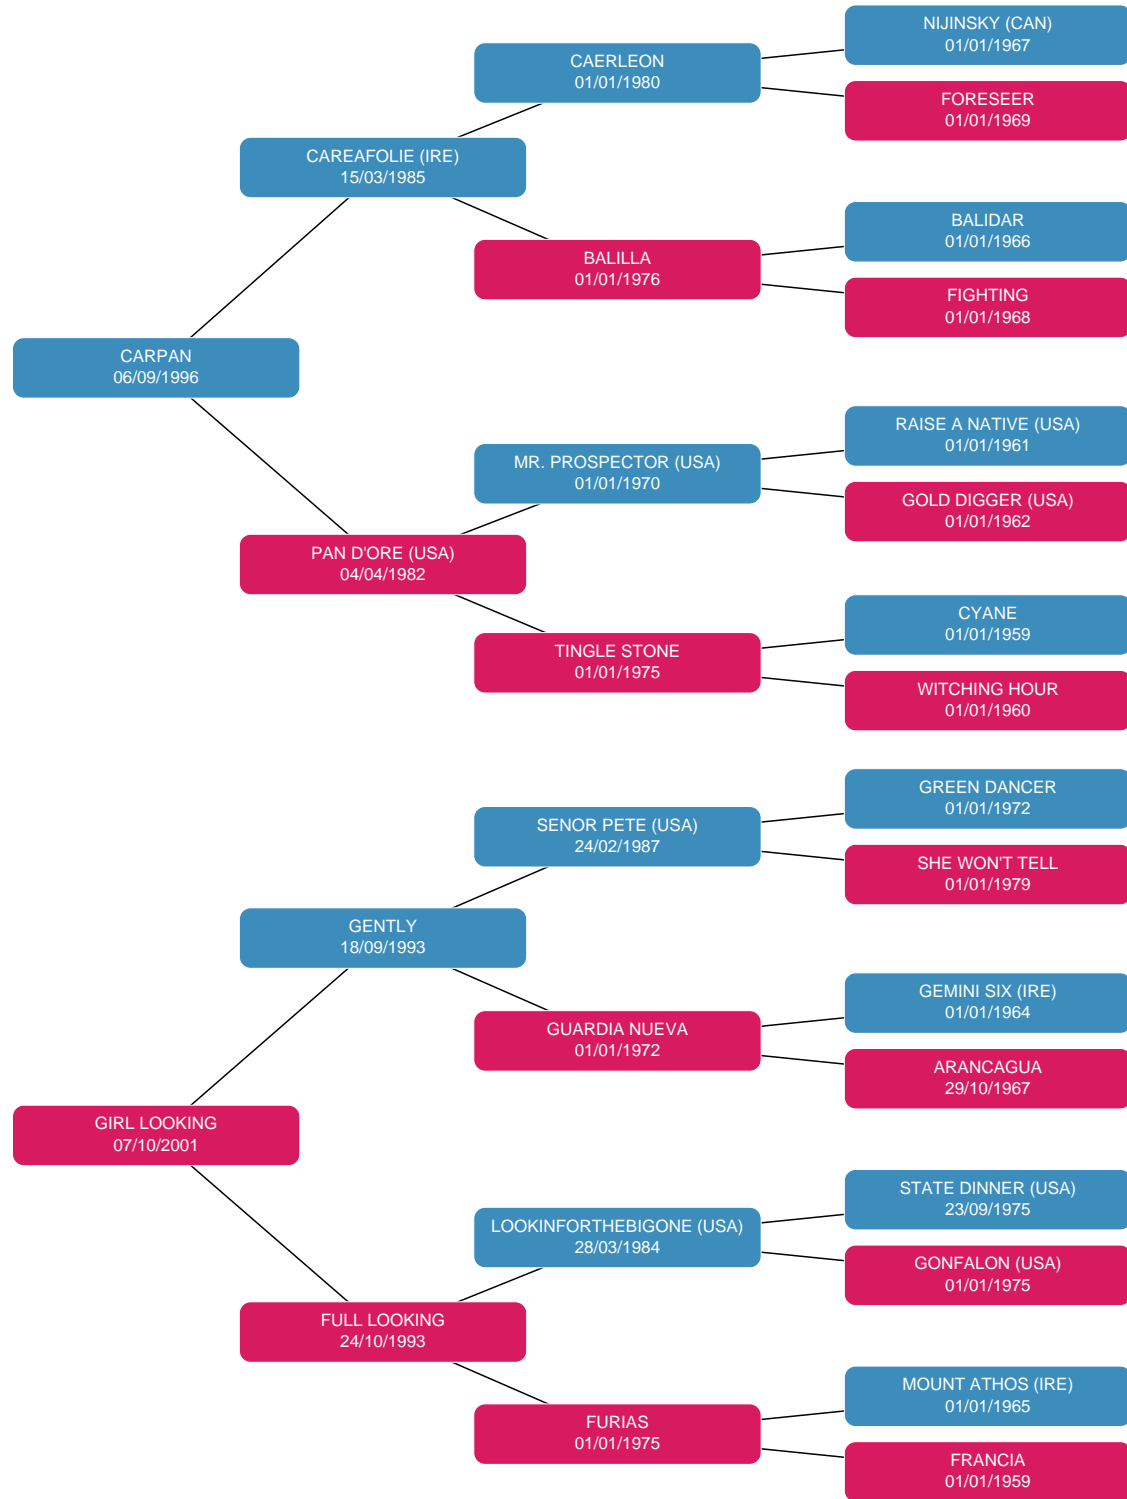 NIJINSKY (CAN)
01/01/1967
CAERLEON
01/01/1980
FORESEER
01/01/1969
CAREAFOLIE (IRE)
15/03/1985
BALIDAR
01/01/1966
BALILLA
01/01/1976
FIGHTING
01/01/1968
CARPAN
06/09/1996
RAISE A NATIVE (USA)
01/01/1961
MR. PROSPECTOR (USA)
01/01/1970
GOLD DIGGER (USA)
01/01/1962
PAN D'ORE (USA)
04/04/1982
CYANE
01/01/1959
TINGLE STONE
01/01/1975
WITCHING HOUR
01/01/1960
GREEN DANCER
01/01/1972
SENOR PETE (USA)
24/02/1987
SHE WON'T TELL
01/01/1979
GENTLY
18/09/1993
GEMINI SIX (IRE)
01/01/1964
GUARDIA NUEVA
01/01/1972
ARANCAGUA
29/10/1967
GIRL LOOKING
07/10/2001
STATE DINNER (USA)
23/09/1975
LOOKINFORTHEBIGONE (USA)
28/03/1984
GONFALON (USA)
01/01/1975
FULL LOOKING
24/10/1993
MOUNT ATHOS (IRE)
01/01/1965
FURIAS
01/01/1975
FRANCIA
01/01/1959